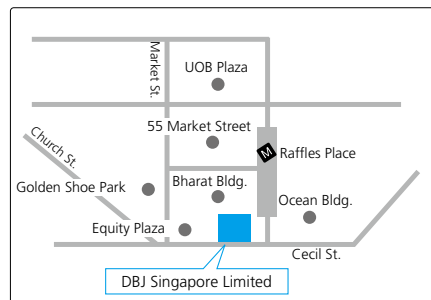 Market St.
UOB Plaza
Church St.
55 Market Street
M
Raffles Place
Golden Shoe Park
Bharat Bldg.
Ocean Bldg.
Equity Plaza
Cecil St.
DBJ Singapore Limited